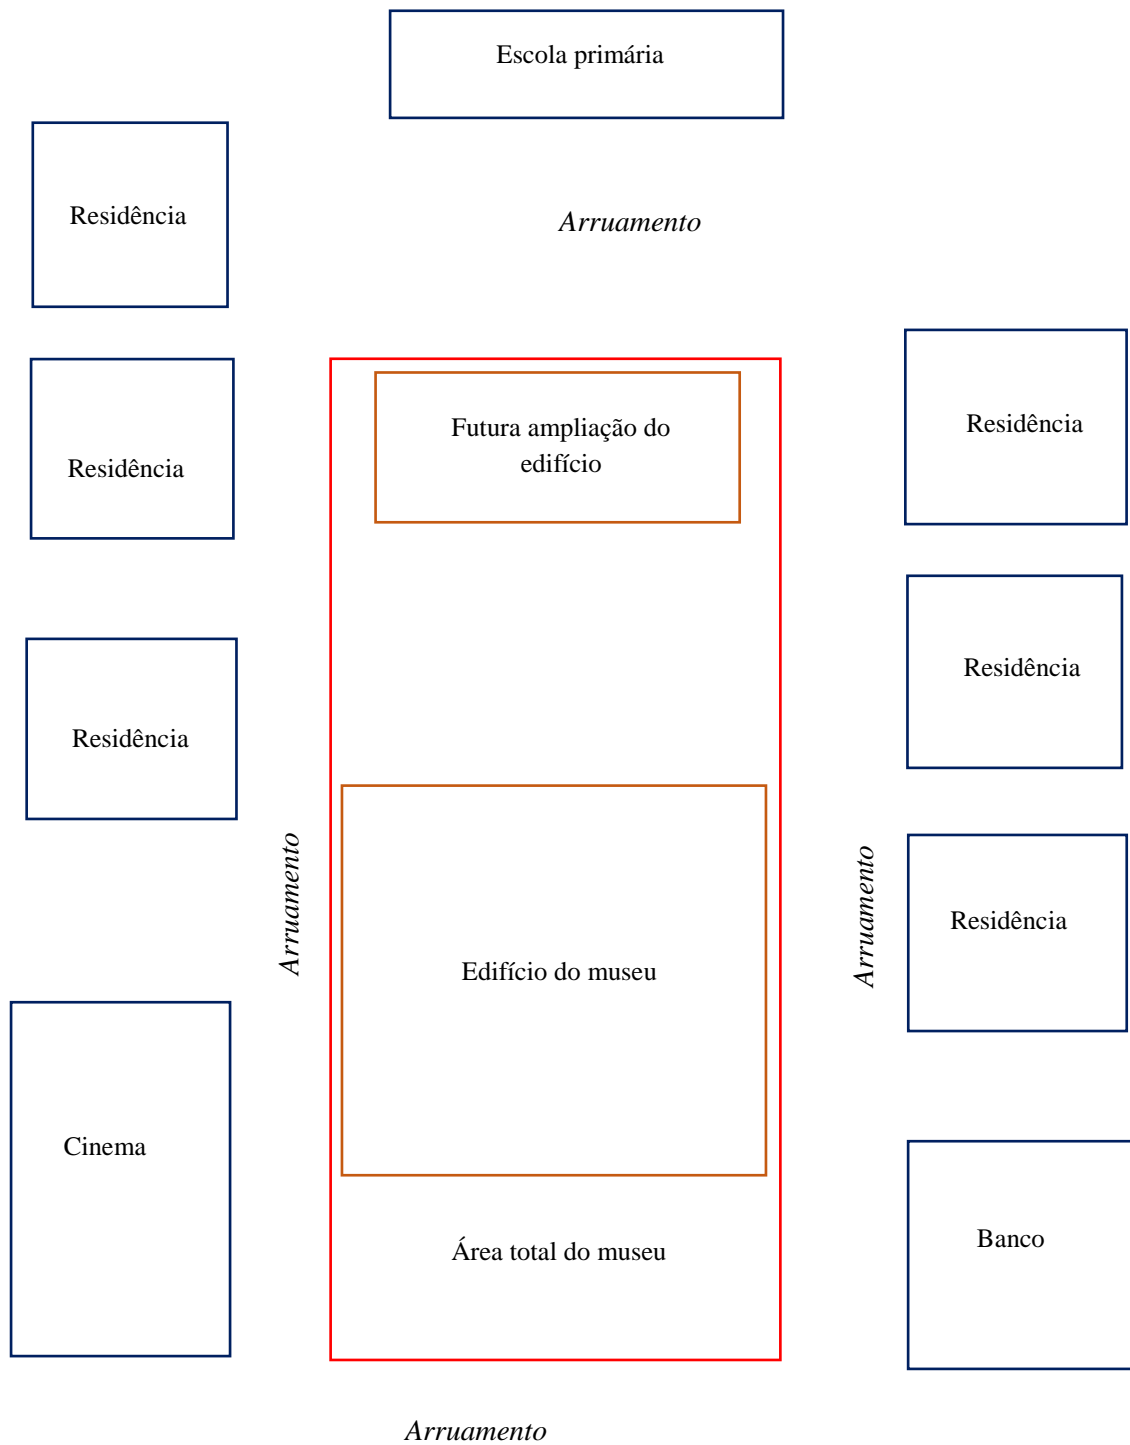 Escola primária
Residência
Arruamento
Residência
Futura ampliação do
edifício
Residência
Residência
Residência
Arruamento
Arruamento
Residência
Edifício do museu
Cinema
Banco
Área total do museu
Arruamento